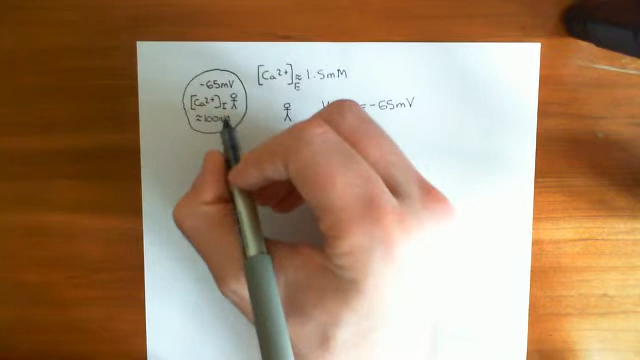 -65mV
[Ca²⁺]ᴇ ≈ 1.5mM
[Ca²⁺]ɪ
≈100
= -65mV